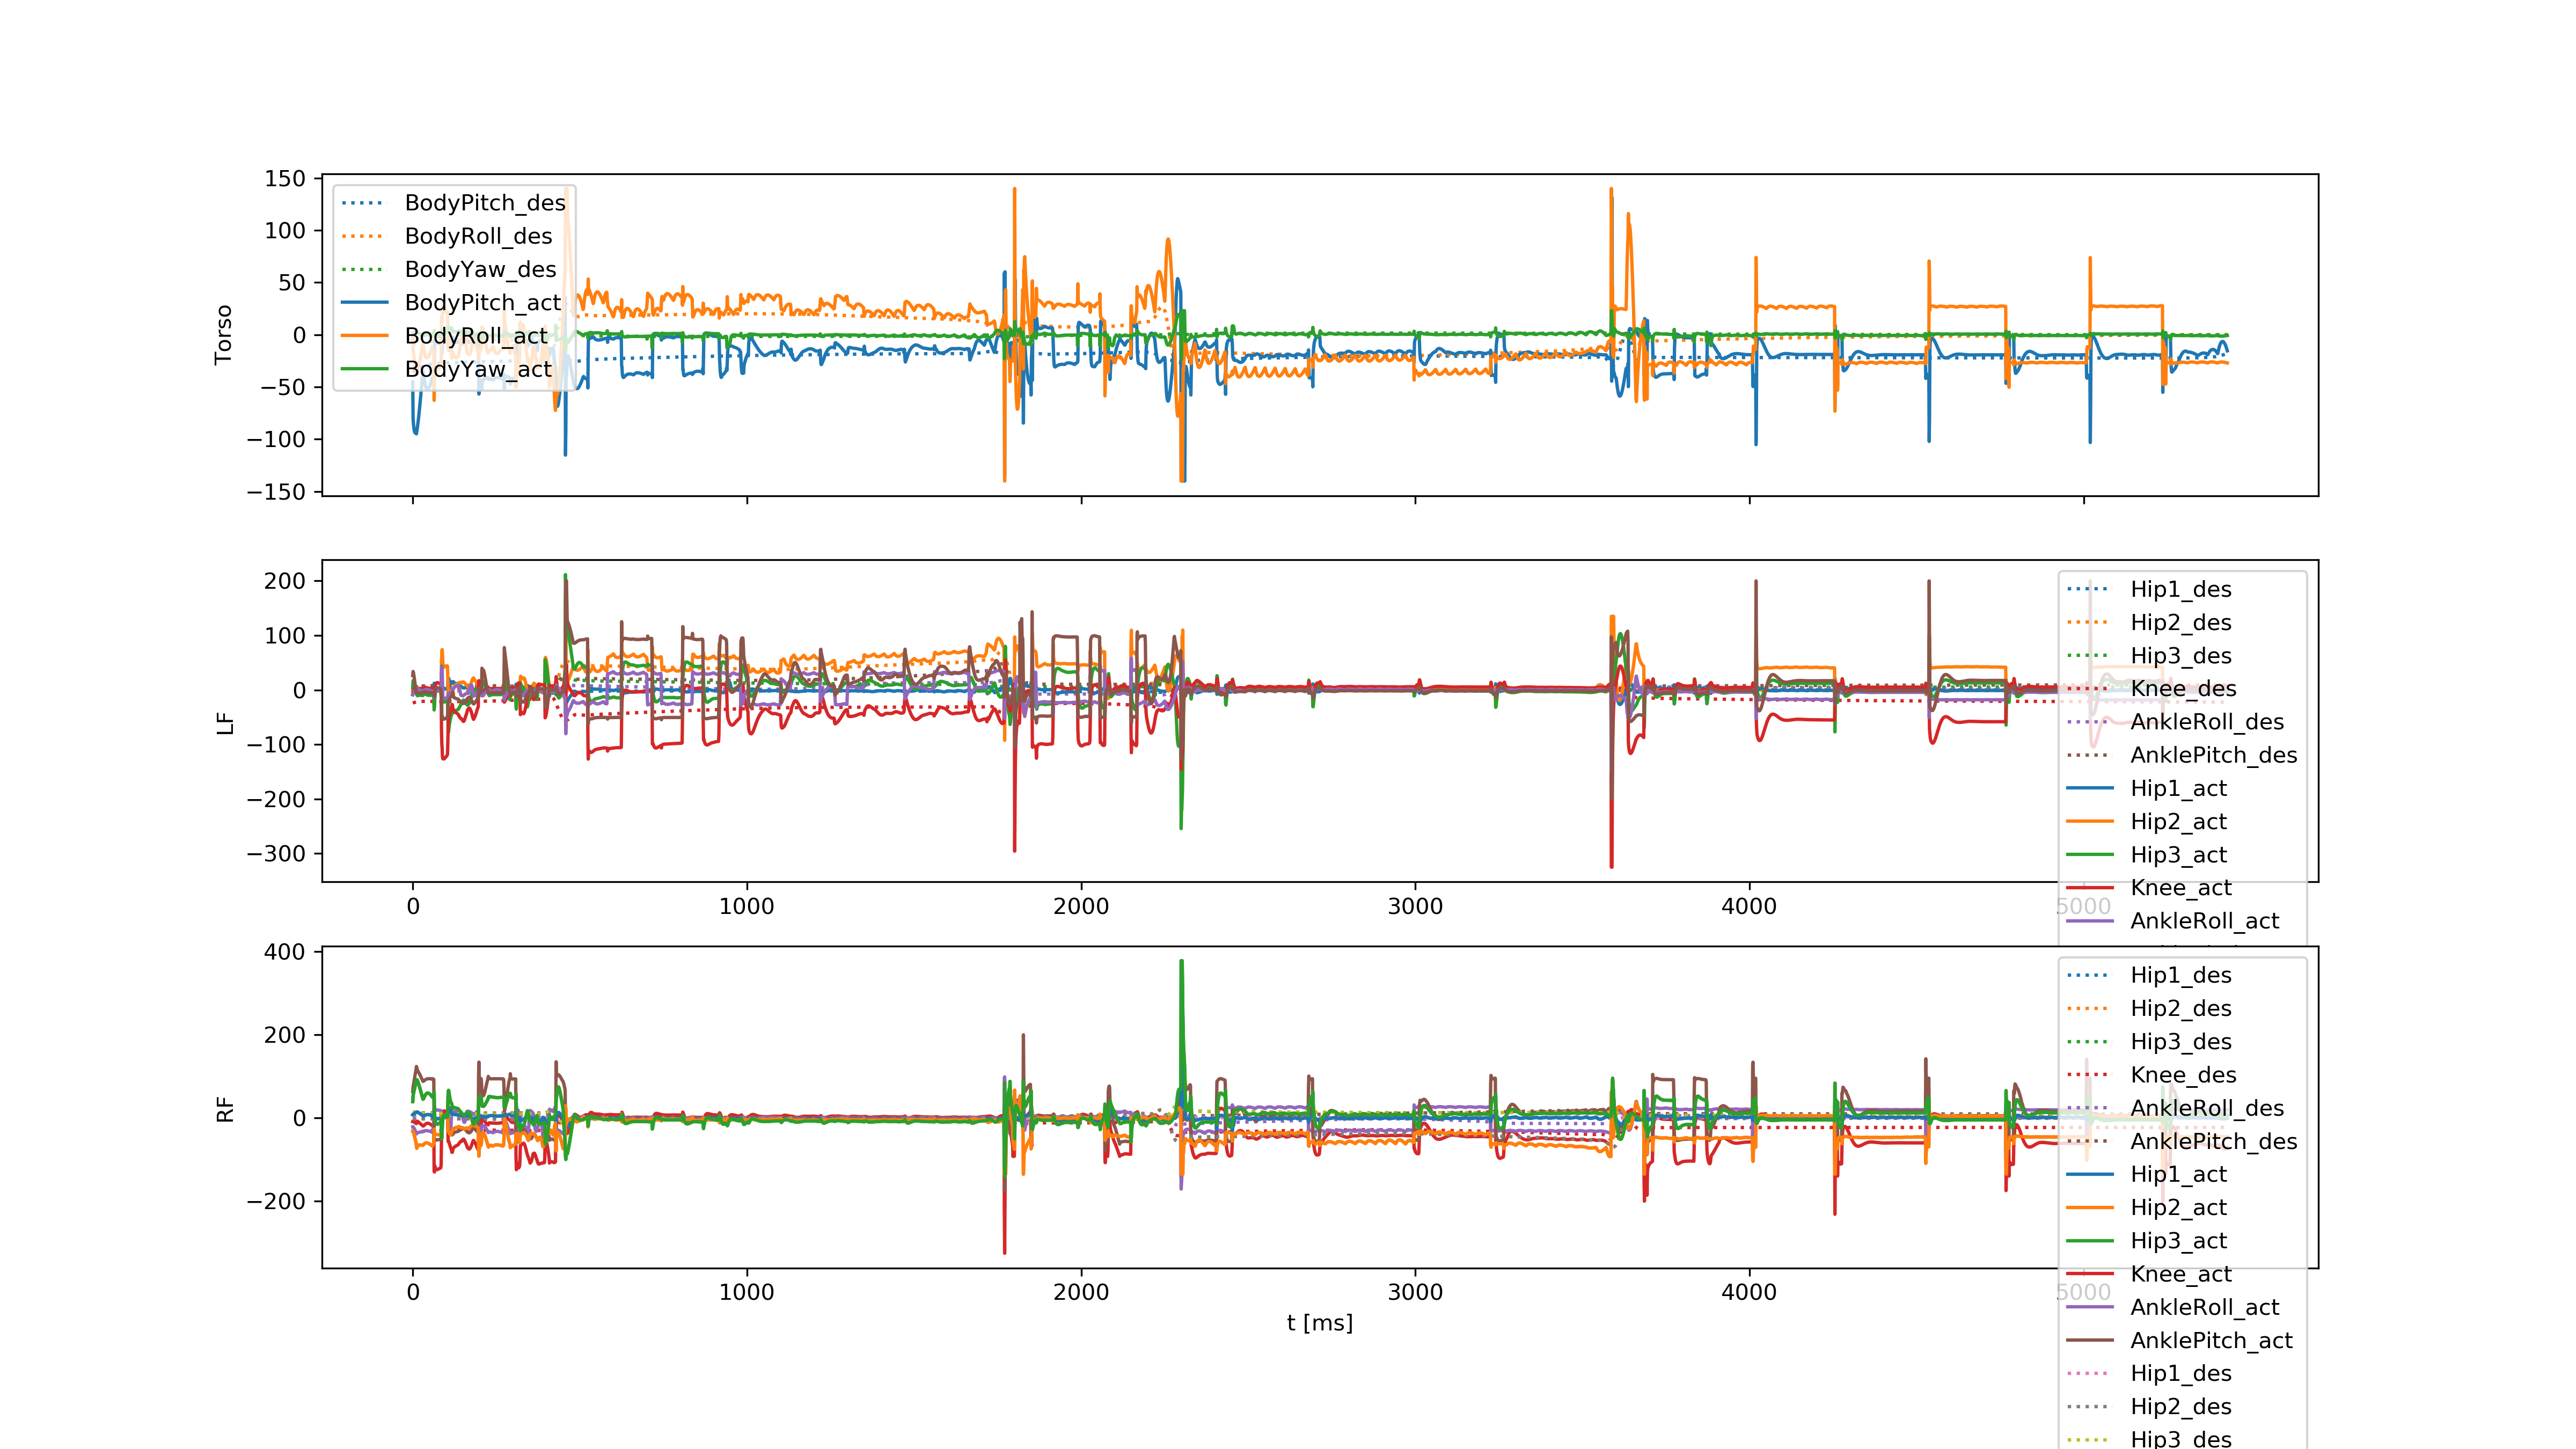 150
100
50
0
−50
−100
−150
Torso
BodyPitch_des
BodyRoll_des
BodyYaw_des
BodyPitch_act
BodyRoll_act
BodyYaw_act
200
100
0
−100
−200
−300
LF
Hip1_des
Hip2_des
Hip3_des
Knee_des
AnkleRoll_des
AnklePitch_des
Hip1_act
Hip2_act
Hip3_act
Knee_act
AnkleRoll_act
0
1000
2000
3000
4000
5000
400
200
0
−200
RF
Hip1_des
Hip2_des
Hip3_des
Knee_des
AnkleRoll_des
AnklePitch_des
Hip1_act
Hip2_act
Hip3_act
Knee_act
AnkleRoll_act
AnklePitch_act
Hip1_des
Hip2_des
Hip3_des
0
1000
2000
3000
4000
5000
t [ms]